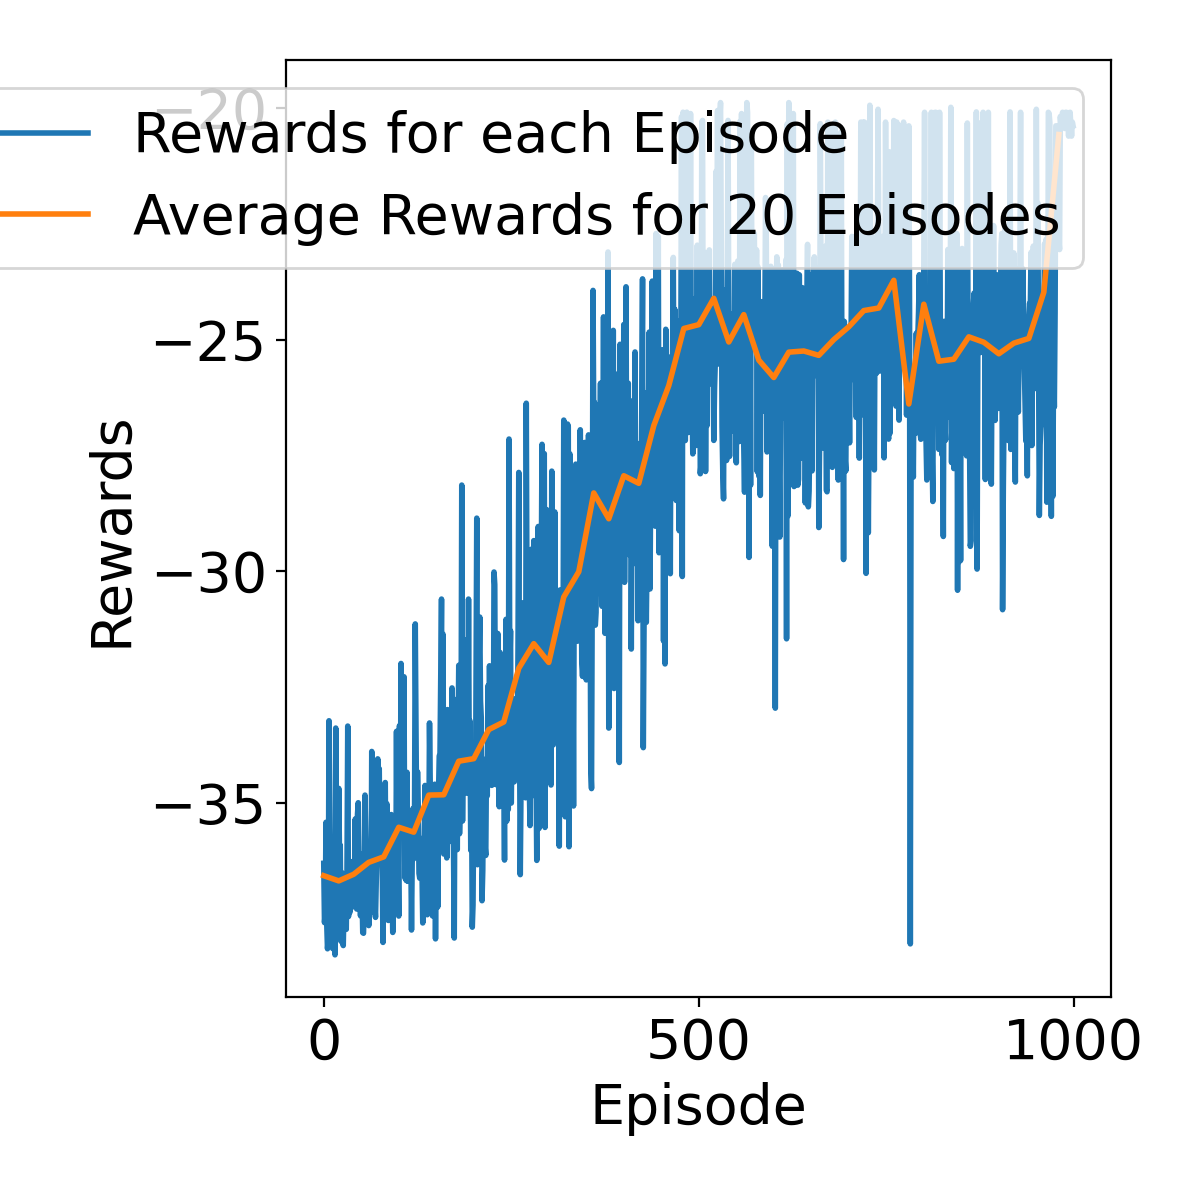 Rewards for each Episode
Average Rewards for 20 Episodes
−20
−25
−30
−35
Rewards
0 500 1000
Episode